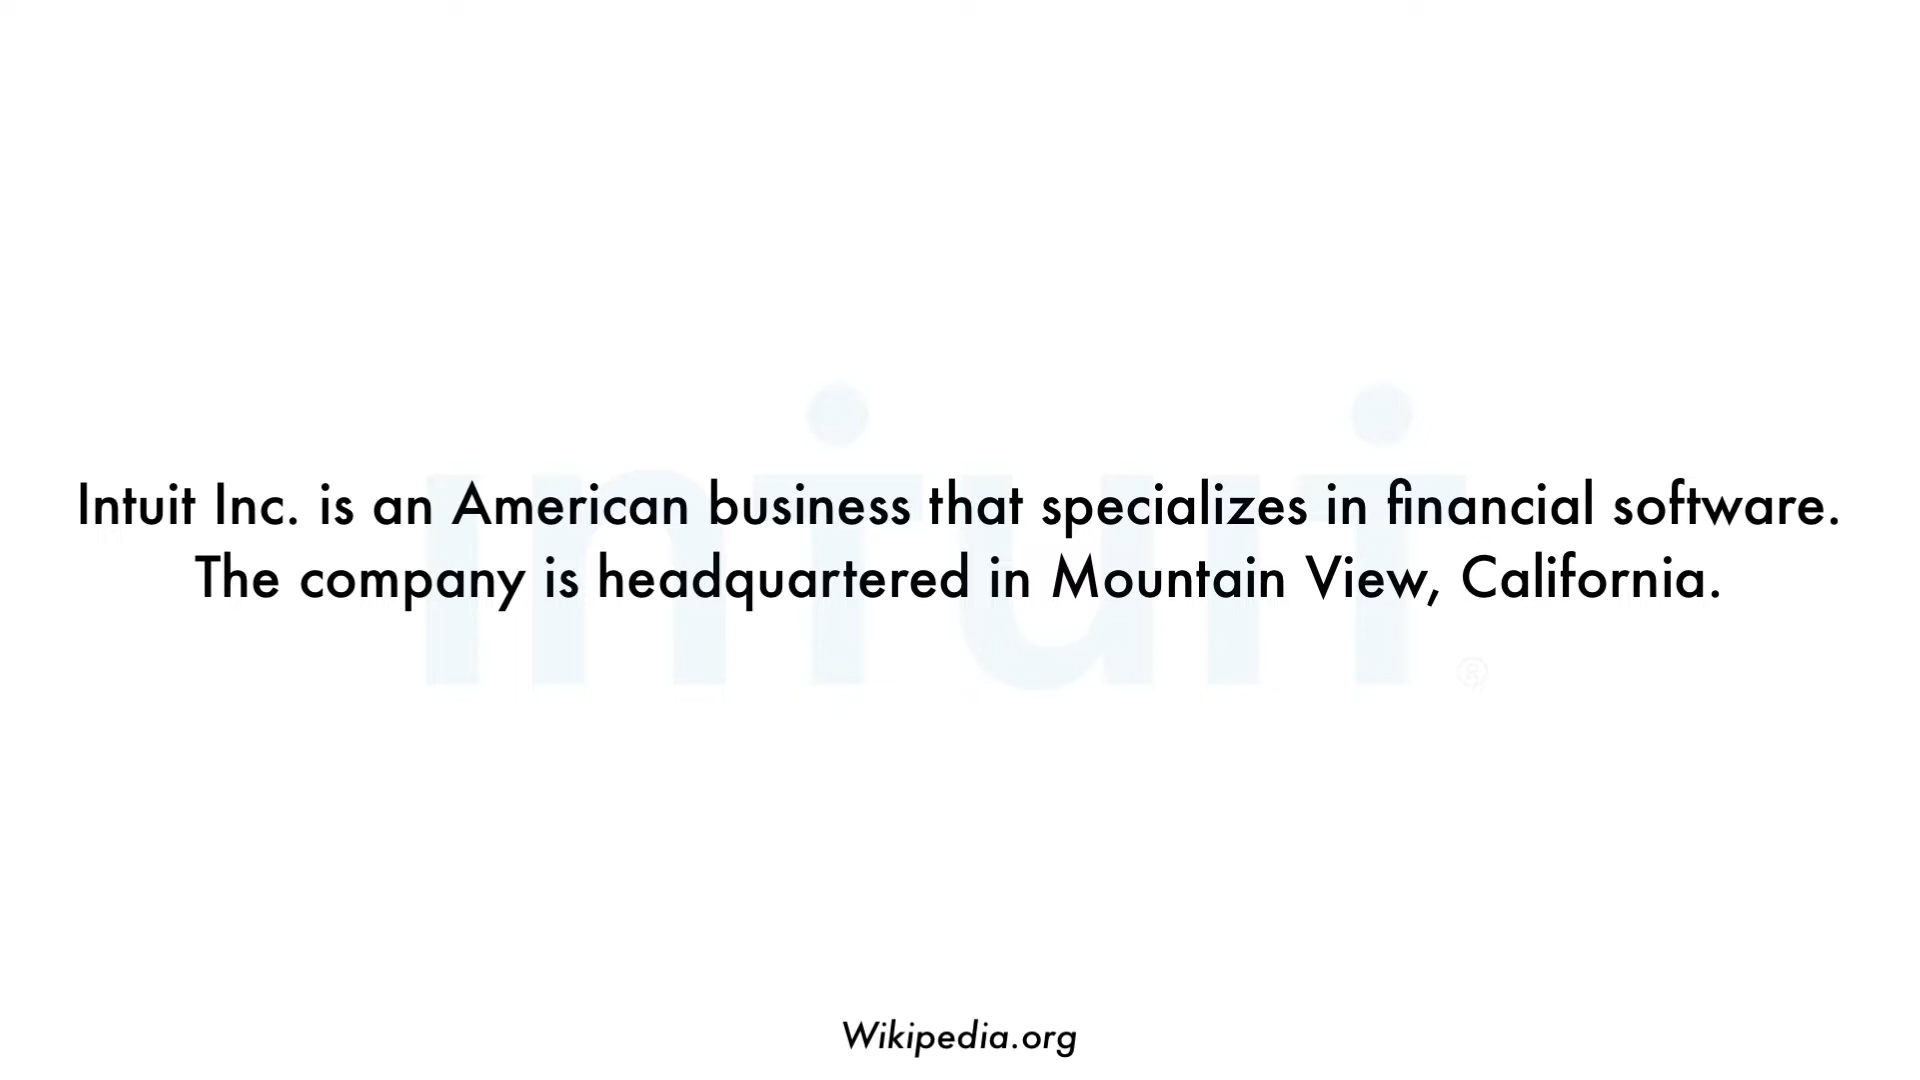 Intuit Inc. is an American business that specializes in financial software.
The company is headquartered in Mountain View, California.
intuit
®
Wikipedia.org